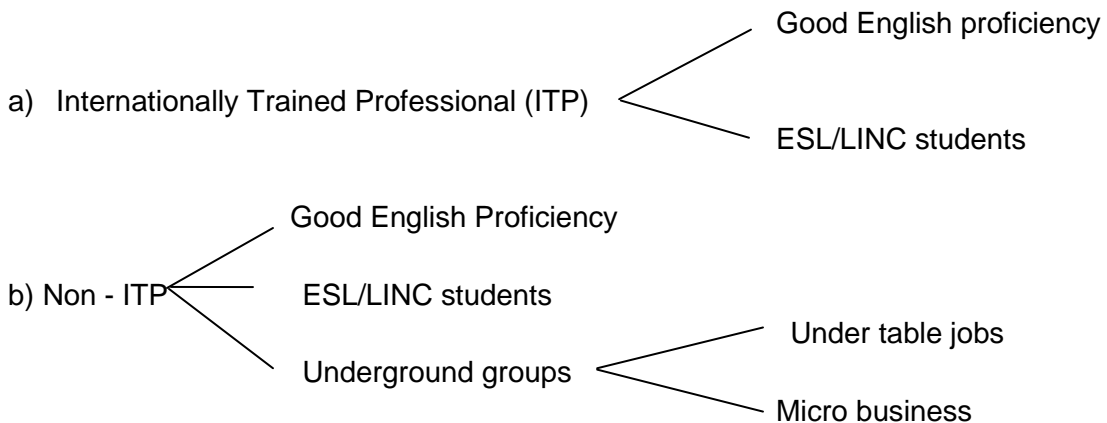 Good English proficiency
a) Internationally Trained Professional (ITP)
ESL/LINC students
Good English Proficiency
b) Non - ITP
ESL/LINC students
Under table jobs
Underground groups
Micro business